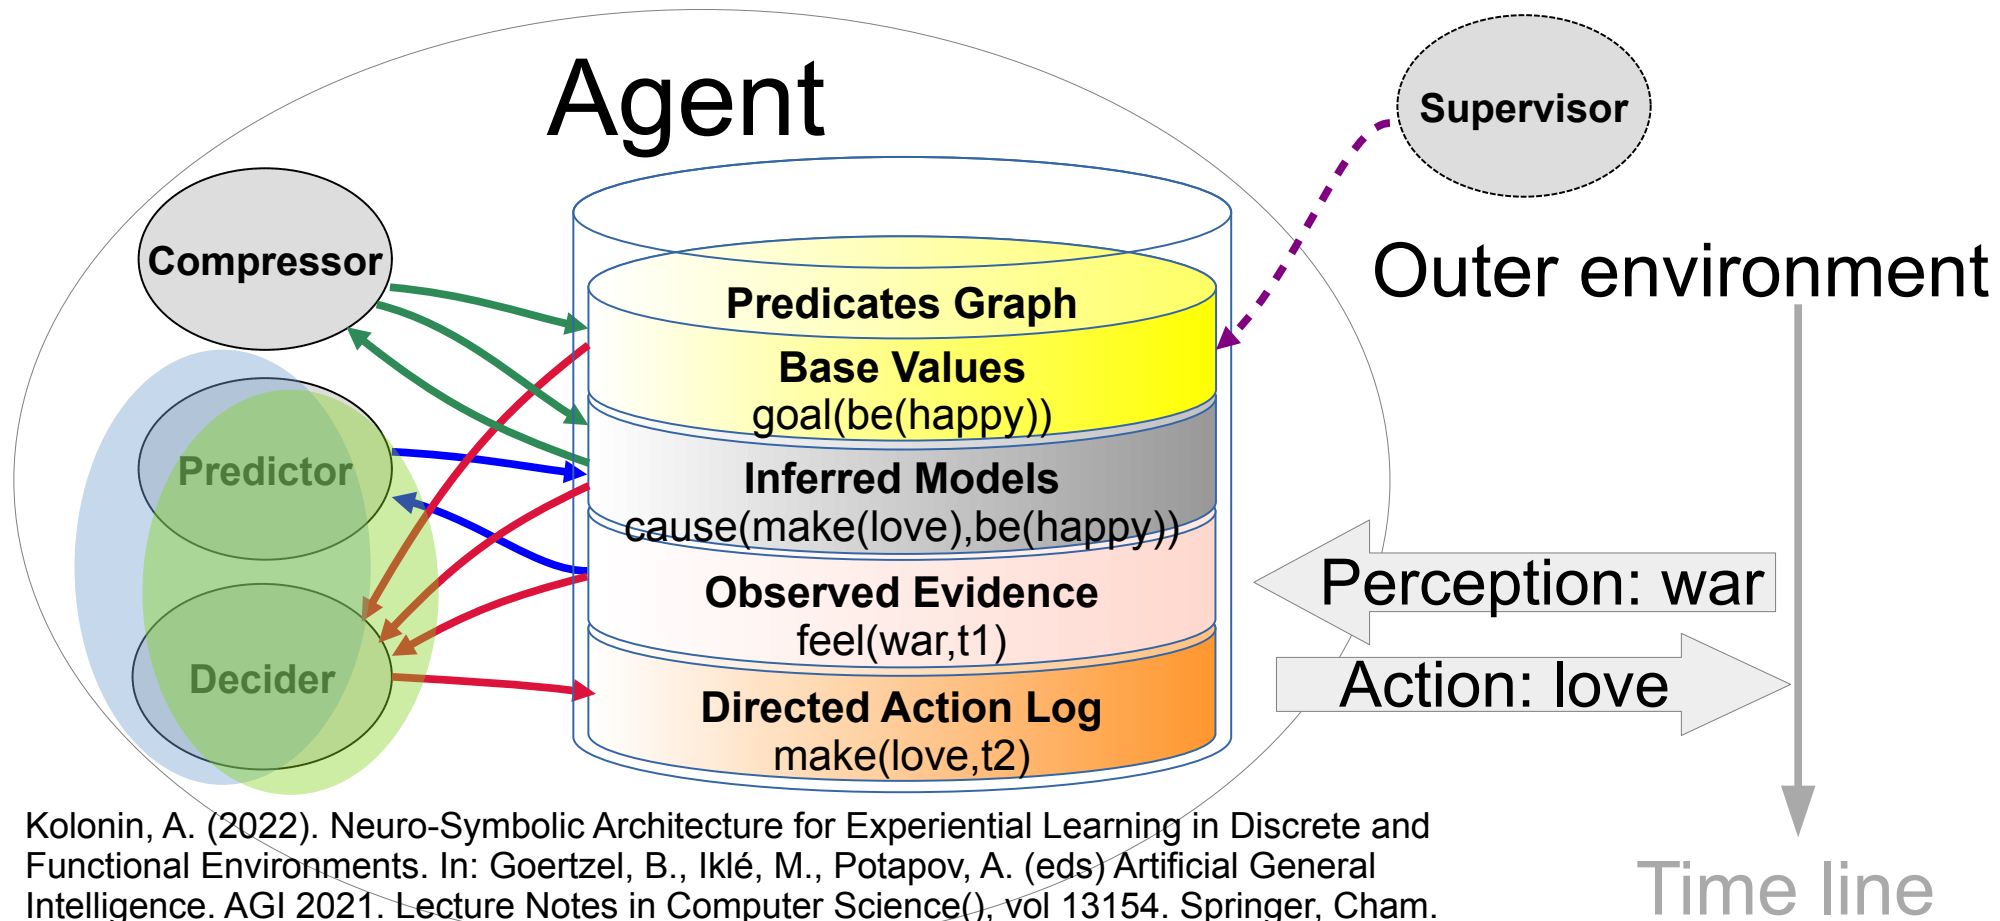 Agent
Supervisor
Compressor
Outer environment
Predicates Graph
Base Values
goal(be(happy))
Predictor
Inferred Models
cause(make(love),be(happy))
Perception: war
Observed Evidence
feel(war,t1)
Decider
Action: love
Directed Action Log
make(love,t2)
Kolonin, A. (2022). Neuro-Symbolic Architecture for Experiential Learning in Discrete and
Functional Environments. In: Goertzel, B., Iklé, M., Potapov, A. (eds) Artificial General
Intelligence. AGI 2021. Lecture Notes in Computer Science(), vol 13154. Springer, Cham.
Time line